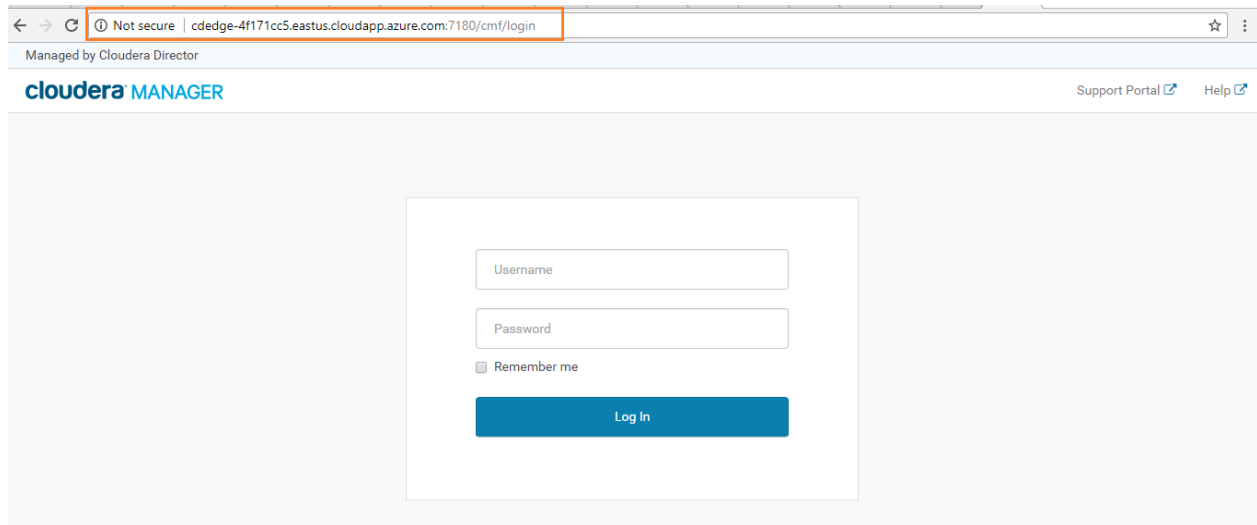 Not secure | cdedge-4f171cc5.eastus.cloudapp.azure.com:7180/cmf/login
Managed by Cloudera Director
cloudera MANAGER
Support Portal Help
Username
Password
Remember me
Log In